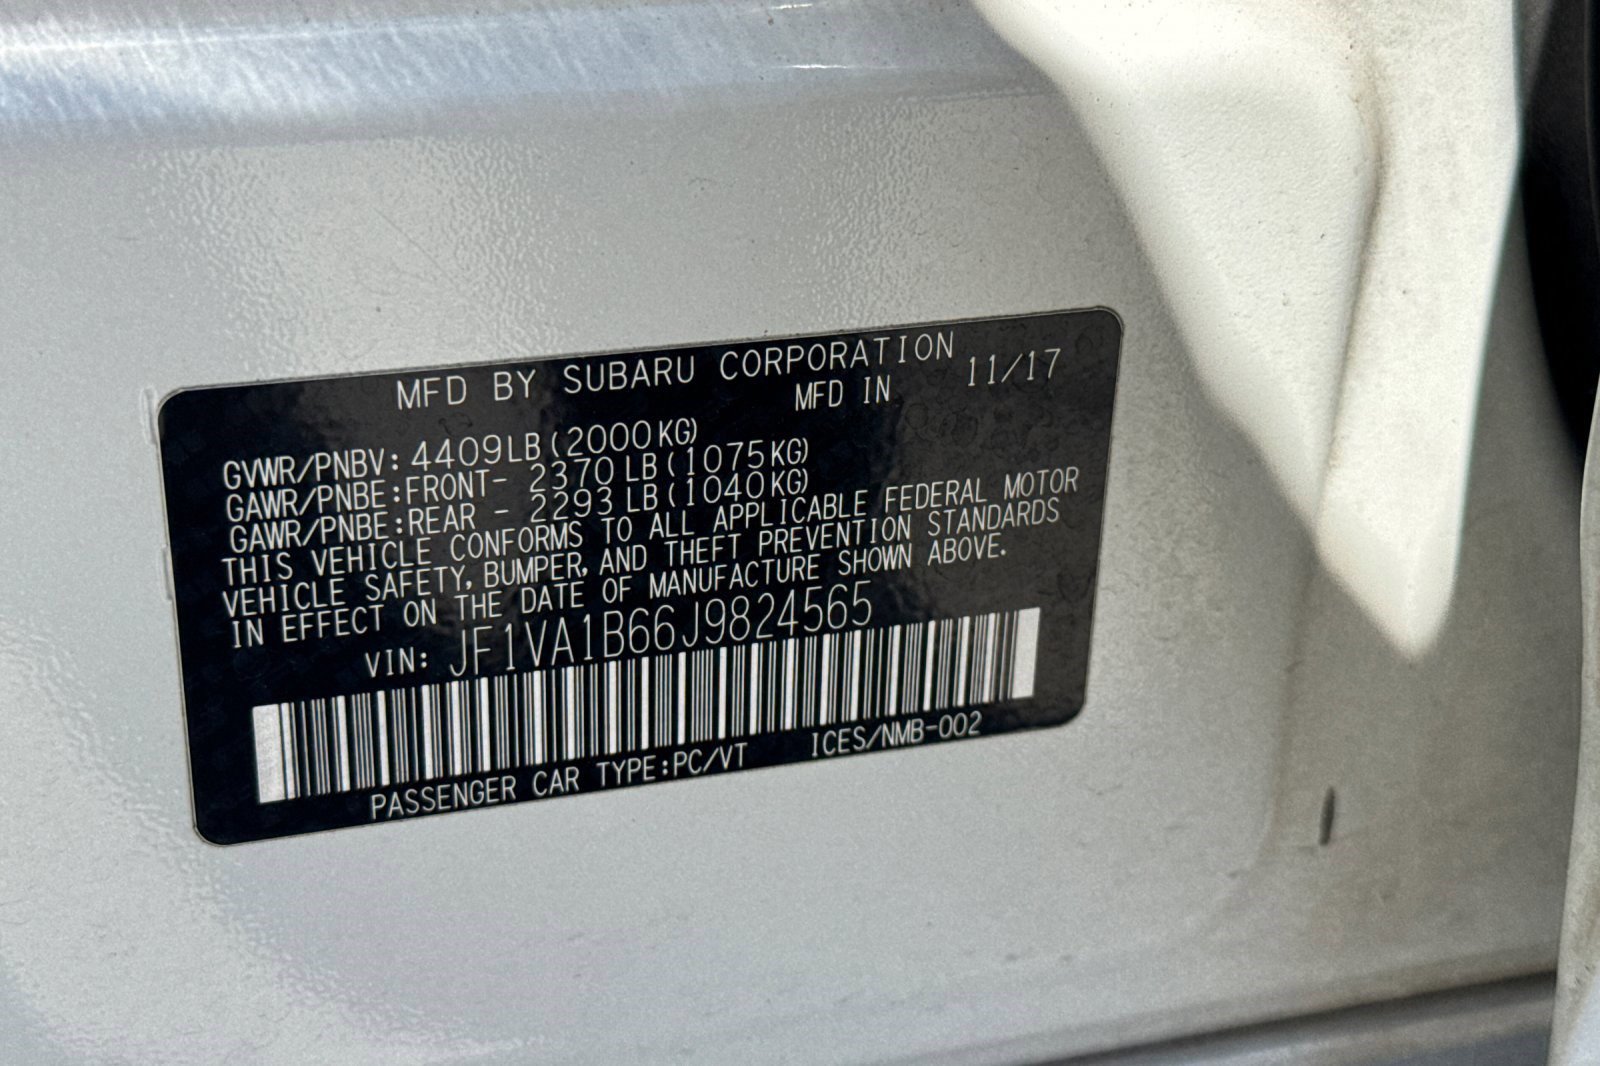 MFD BY SUBARU CORPORATION
MFD IN 11/17
GVWR/PNBV: 4409LB(2000KG)
GAWR/PNBE:FRONT- 2370LB(1075KG)
GAWR/PNBE:REAR - 2293LB(1040KG)
THIS VEHICLE CONFORMS TO ALL APPLICABLE FEDERAL MOTOR
VEHICLE SAFETY, BUMPER, AND THEFT PREVENTION STANDARDS
IN EFFECT ON THE DATE OF MANUFACTURE SHOWN ABOVE.
VIN: JF1VA1B66J9824565
PASSENGER CAR TYPE:PC/VT ICES/NMB-002